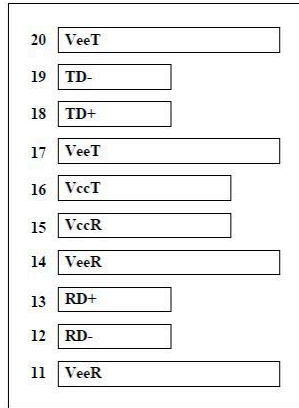 20 VeeT
19 TD-
18 TD+
17 VeeT
16 VccT
15 VccR
14 VeeR
13 RD+
12 RD-
11 VeeR